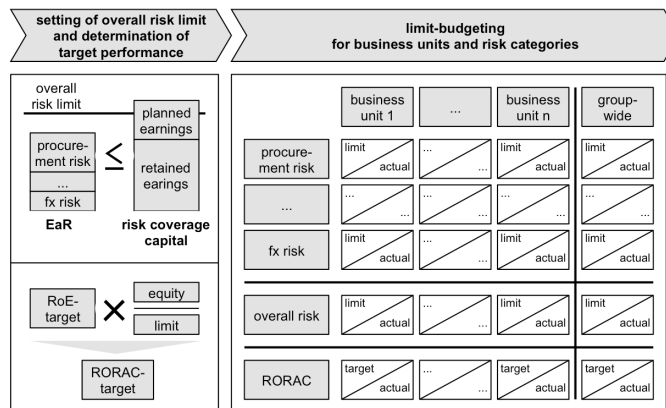 setting of overall risk limit
and determination of
target performance
limit-budgeting
for business units and risk categories
overall
risk limit
planned
earnings
procure-
ment risk
≤
...
retained
earings
fx risk
EaR
risk coverage
capital
RoE-
target
×
equity
limit
RORAC-
target
business
unit 1
...
business
unit n
group-
wide
procure-
ment risk
limit
actual
...
...
limit
actual
limit
actual
...
...
...
...
...
...
...
...
...
fx risk
limit
actual
...
...
limit
actual
limit
actual
overall risk
limit
actual
...
...
limit
actual
limit
actual
RORAC
target
actual
...
...
target
actual
target
actual